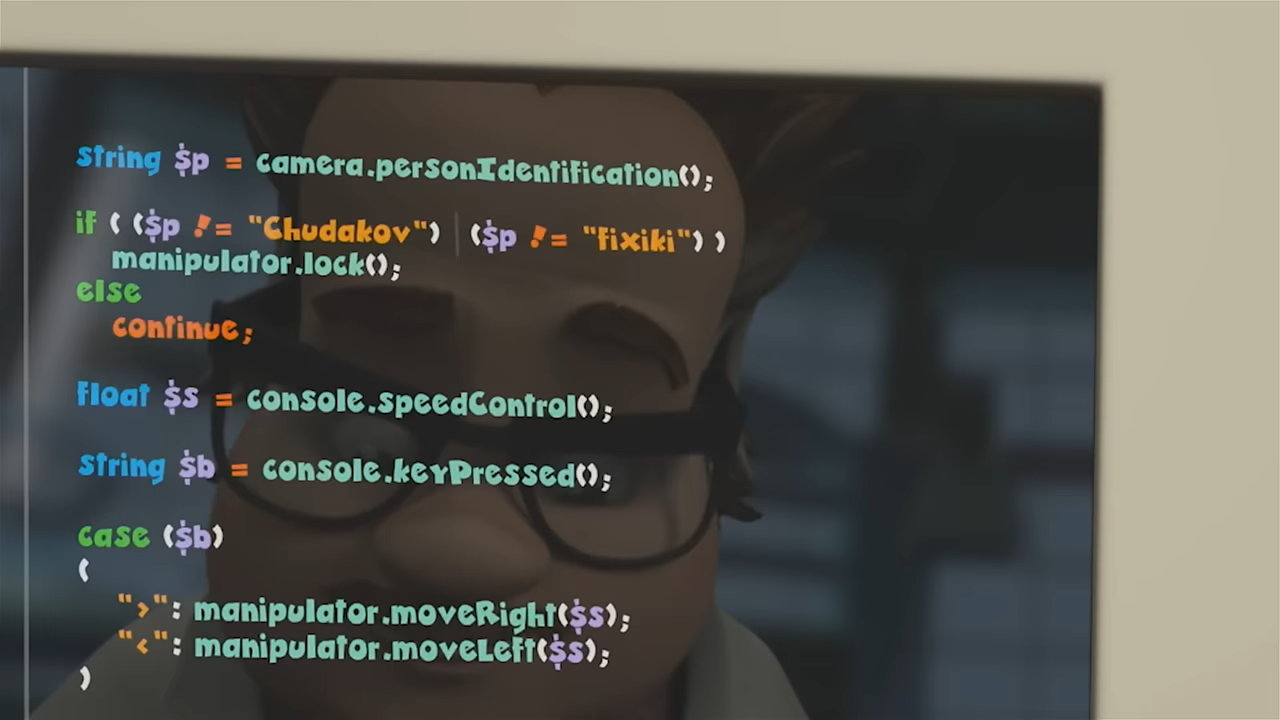 string $p = camera.personIdentification();
if ( ($p != "Chudakov") | ($p != "fixiki") )
manipulator.lock();
else
continue;
float $s = console.speedControl();
string $b = console.keyPressed();
case ($b)
(
">": manipulator.moveRight($s);
"<": manipulator.moveLeft($s);
)